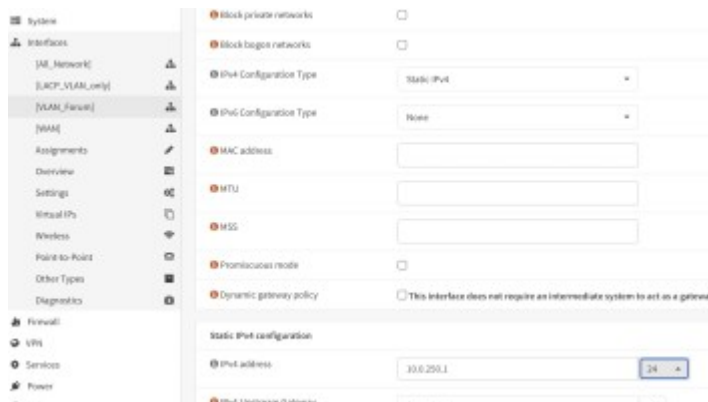 System
Interfaces
[All_Network]
[LACP_VLAN_only]
[VLAN_Forum]
[WAN]
Assignments
Overview
Settings
Virtual IPs
Wireless
Point-to-Point
Other Types
Diagnostics
Firewall
VPN
Services
Power
Block private networks
Block bogon networks
IPv4 Configuration Type
Static IPv4
IPv6 Configuration Type
None
MAC address
MTU
MSS
Promiscuous mode
Dynamic gateway policy
This interface does not require an intermediate system to act as a gatewa
Static IPv4 configuration
IPv4 address
10.0.250.1
24
IPv4 Upstream Gateway